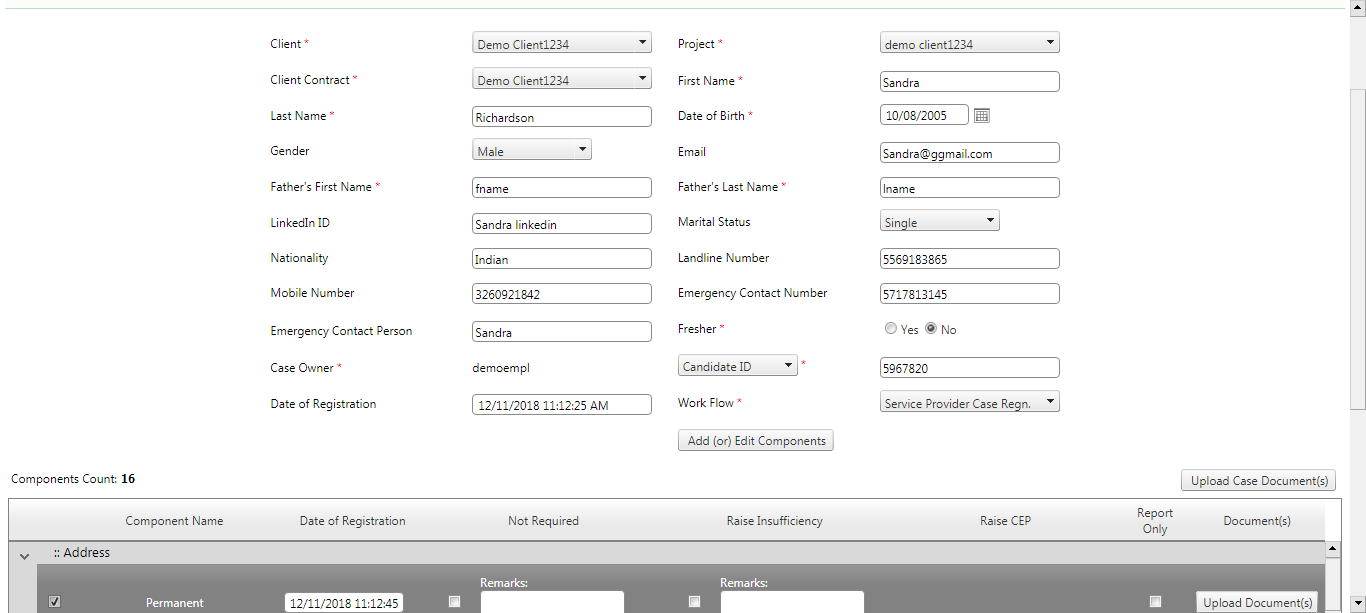 Client * Demo Client1234 Project * demo client1234
Client Contract * Demo Client1234 First Name * Sandra
Last Name * Richardson Date of Birth * 10/08/2005
Gender Male Email Sandra@ggmail.com
Father's First Name * fname Father's Last Name * lname
LinkedIn ID Sandra linkedin Marital Status Single
Nationality Indian Landline Number 5569183865
Mobile Number 3260921842 Emergency Contact Number 5717813145
Emergency Contact Person Sandra Fresher * Yes No
Case Owner * demoempl Candidate ID * 5967820
Date of Registration 12/11/2018 11:12:25 AM Work Flow * Service Provider Case Regn.
Add (or) Edit Components
Components Count: 16 Upload Case Document(s)
Component Name Date of Registration Not Required Raise Insufficiency Raise CEP Report Only Document(s)
:: Address
Remarks: Remarks:
Permanent 12/11/2018 11:12:45 Upload Document(s)